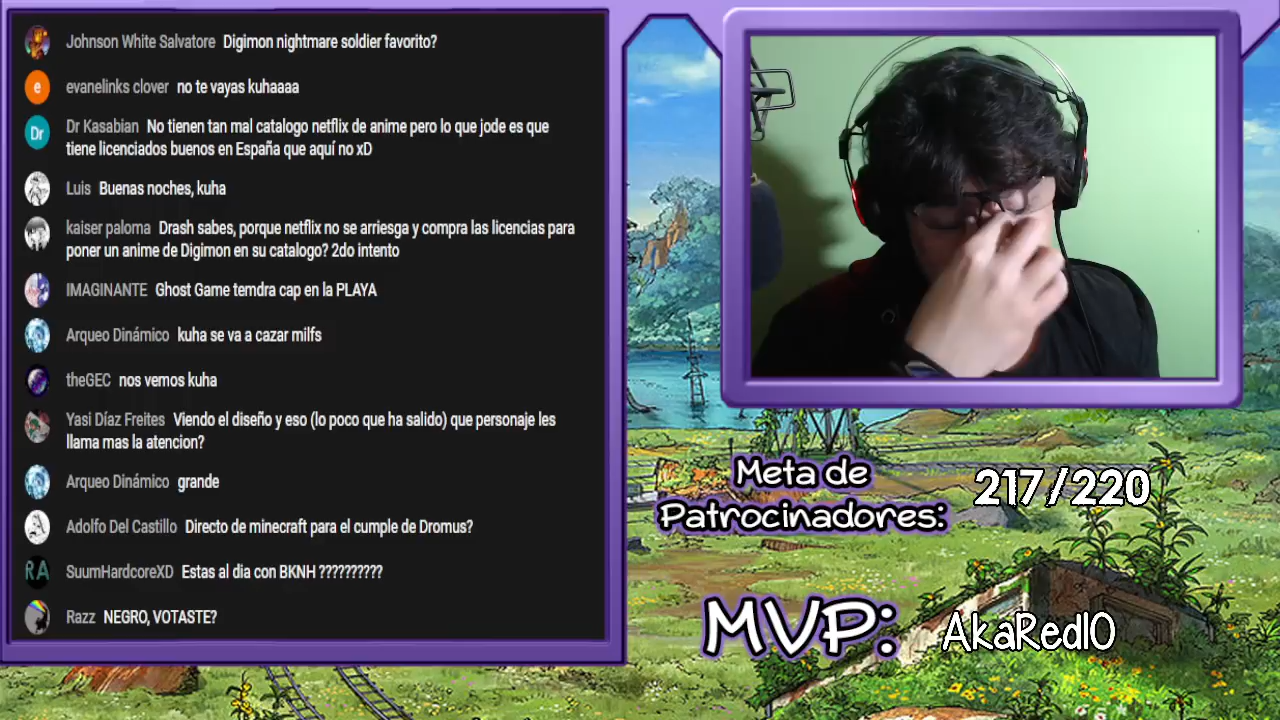 Johnson White Salvatore Digimon nightmare soldier favorito?
e
evanelinks clover no te vayas kuhaaaa
Dr
Dr Kasabian No tienen tan mal catalogo netflix de anime pero lo que jode es que
tiene licenciados buenos en España que aquí no xD
Luis Buenas noches, kuha
kaiser paloma Drash sabes, porque netflix no se arriesga y compra las licencias para
poner un anime de Digimon en su catalogo? 2do intento
IMAGINANTE Ghost Game temdra cap en la PLAYA
Arqueo Dinámico kuha se va a cazar milfs
theGEC nos vemos kuha
Yasi Díaz Freites Viendo el diseño y eso (lo poco que ha salido) que personaje les
llama mas la atencion?
Arqueo Dinámico grande
Adolfo Del Castillo Directo de minecraft para el cumple de Dromus?
RA
SuumHardcoreXD Estas al dia con BKNH ??????????
Razz NEGRO, VOTASTE?
Meta de
Patrocinadores:
217/220
MVP:
AkaRed10